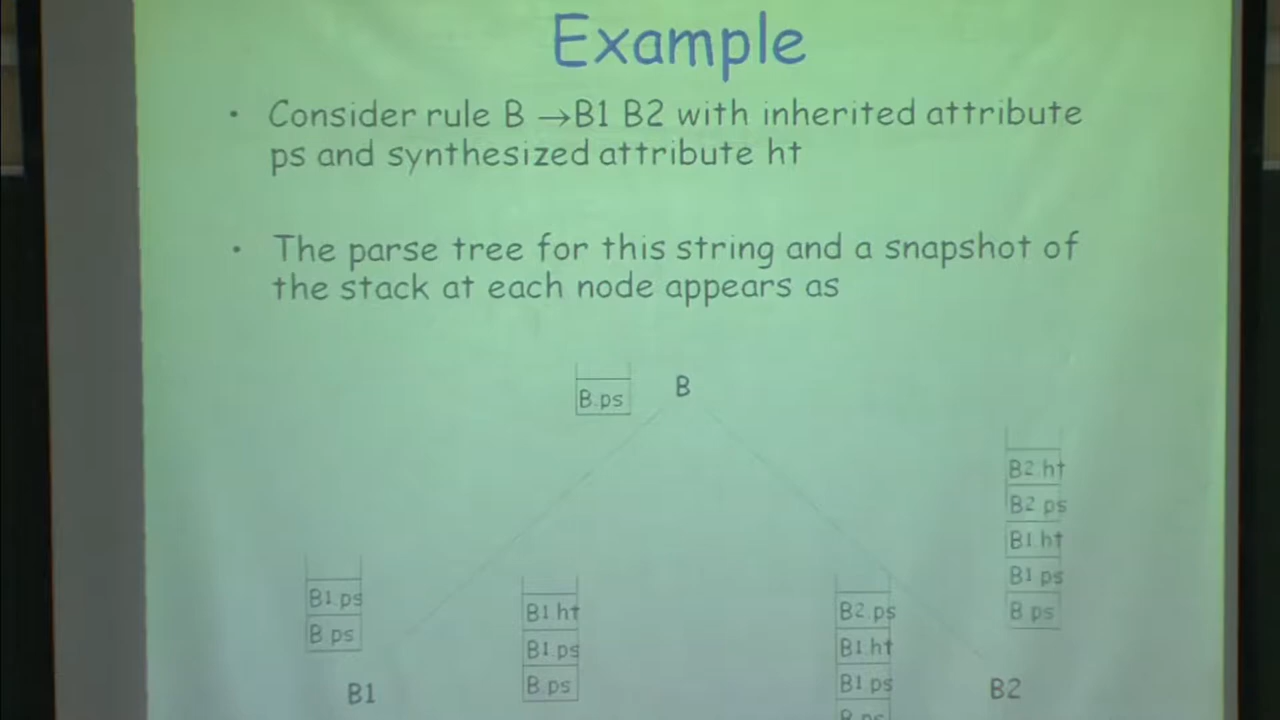 Example
• Consider rule B →B1 B2 with inherited attribute
ps and synthesized attribute ht
• The parse tree for this string and a snapshot of
the stack at each node appears as
B.ps
B
B2.ht
B2.ps
B1.ht
B1.ps
B.ps
B1.ps
B.ps
B1
B1.ht
B1.ps
B.ps
B2.ps
B1.ht
B1.ps
B.ps
B2